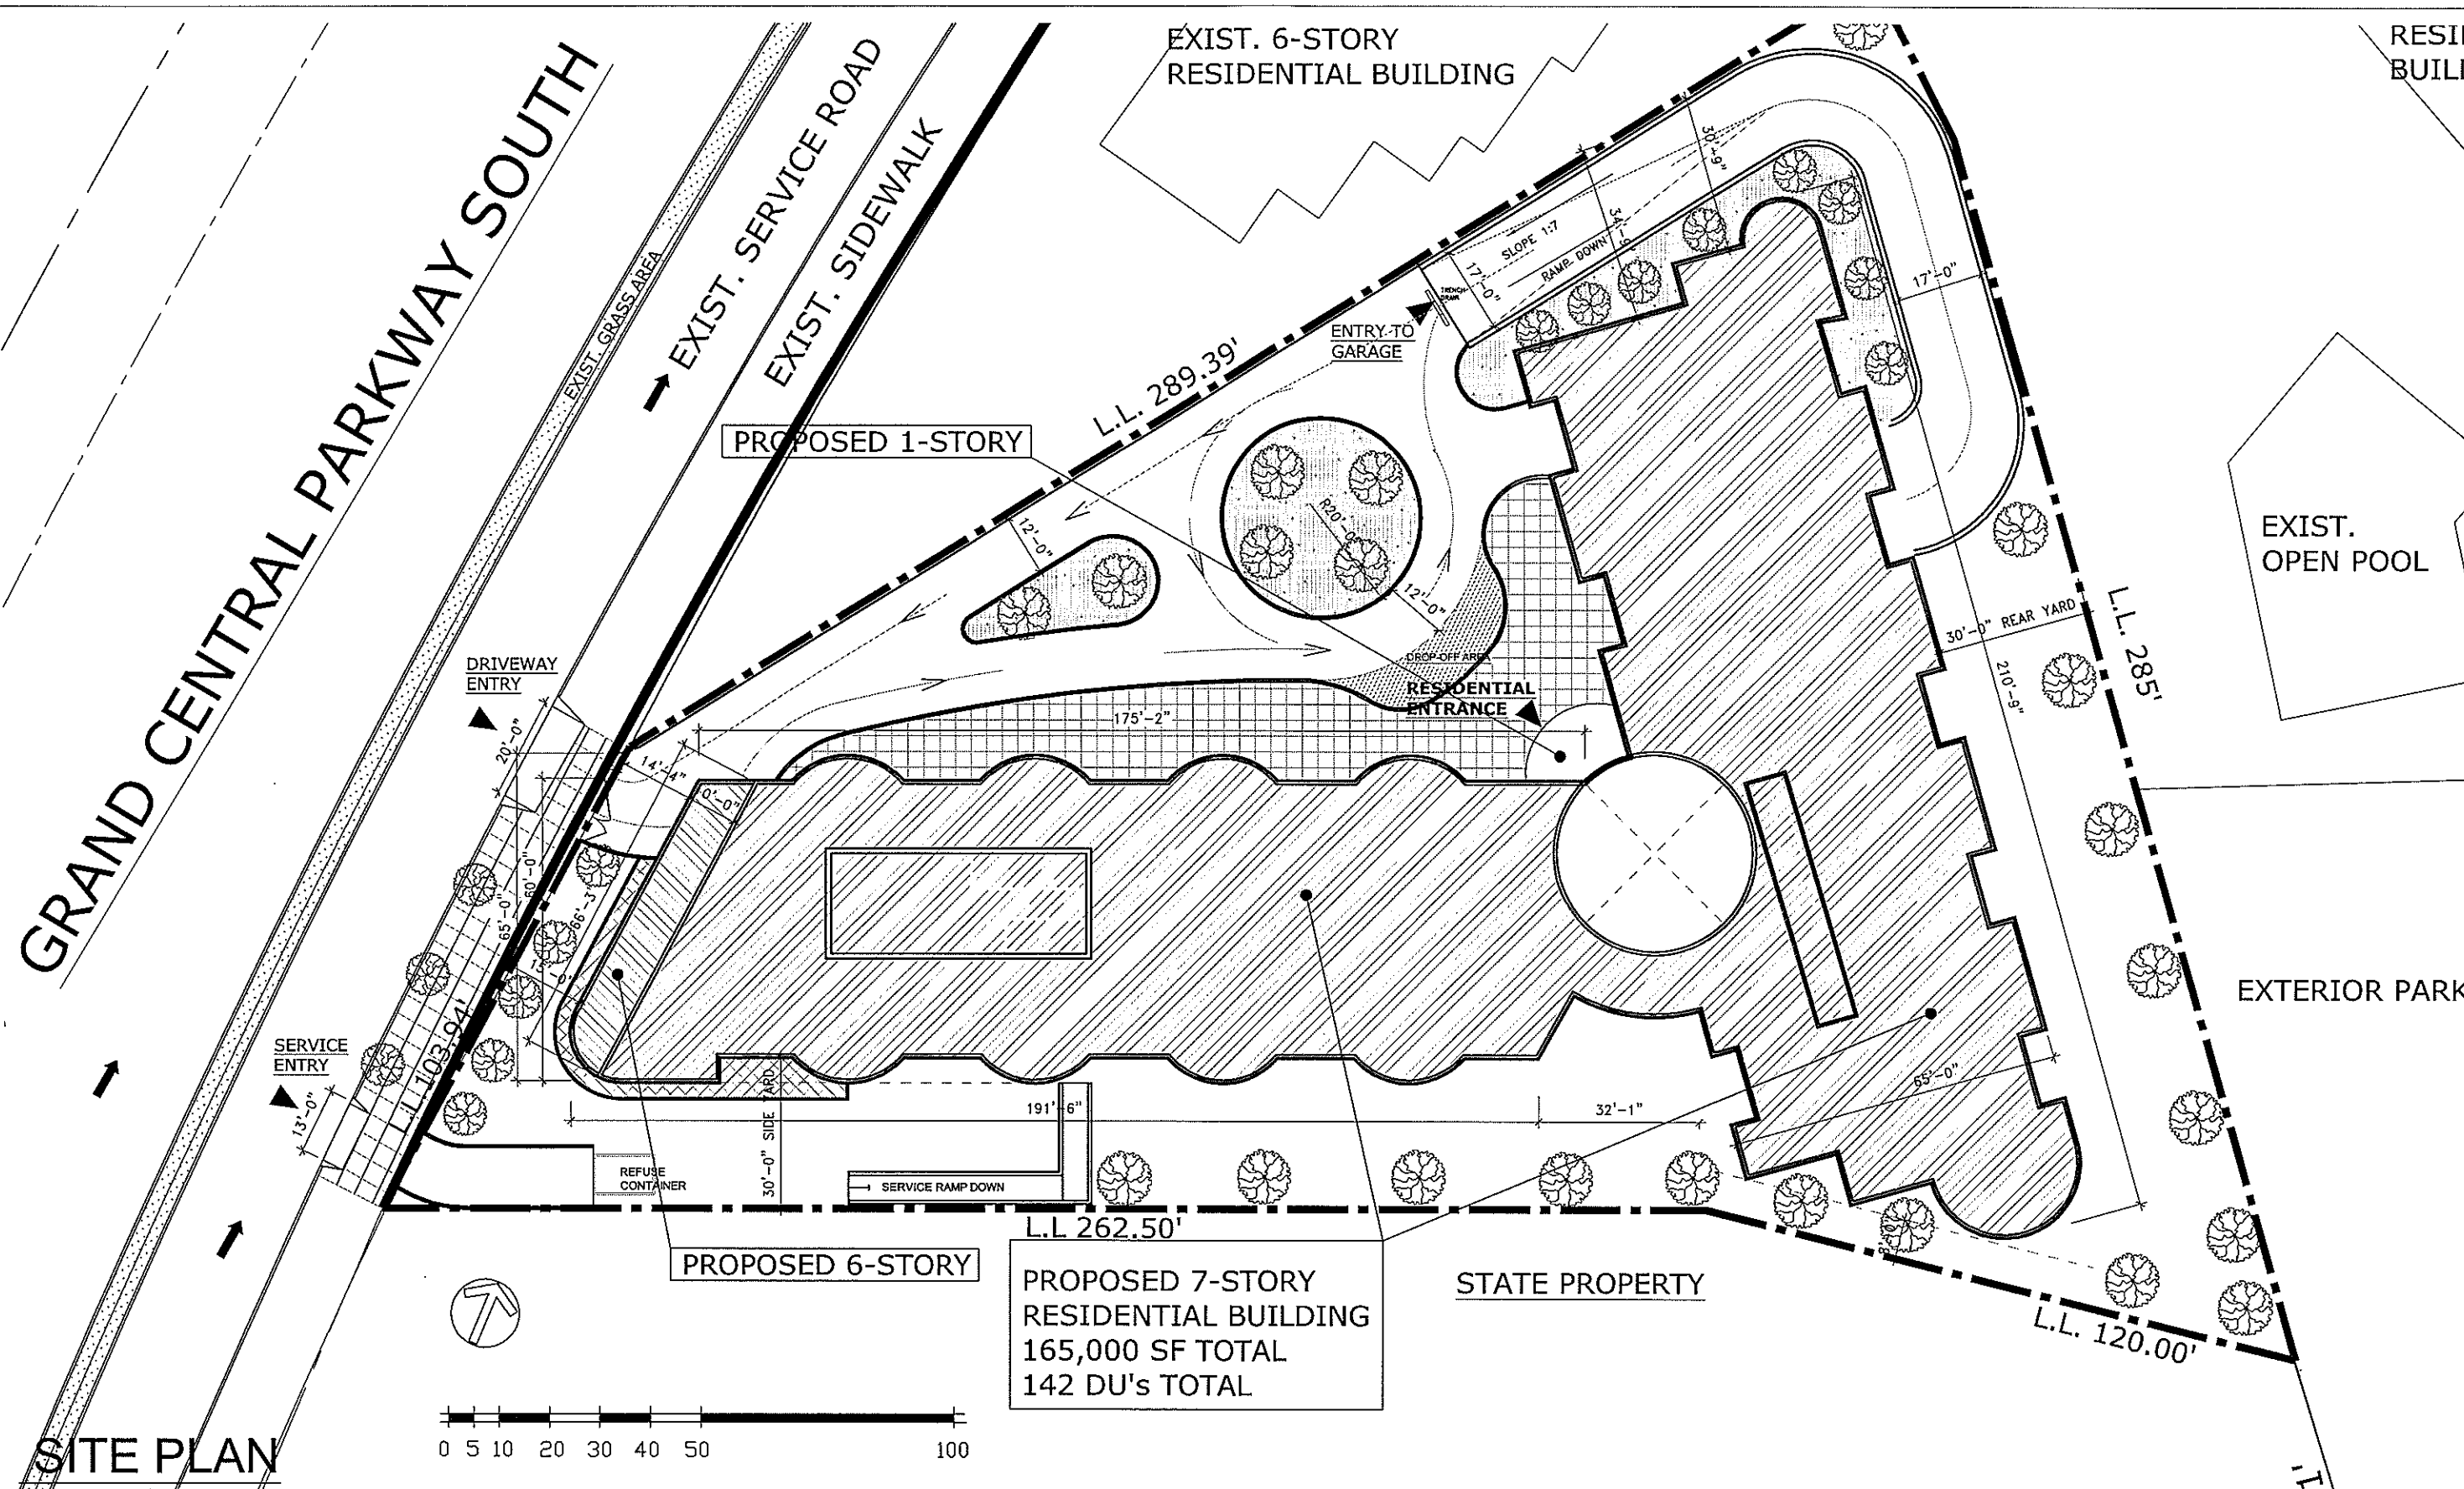 EXIST. 6-STORY
RESIDENTIAL BUILDING
GRAND CENTRAL PARKWAY SOUTH
EXIST. GRASS AREA
EXIST. SERVICE ROAD
EXIST. SIDEWALK
30'-9"
SLOPE 1:7
RAMP DOWN
17'-0"
TRENCH
DRAIN
17'-0"
ENTRY TO
GARAGE
L.L. 289.39'
PROPOSED 1-STORY
12'-0"
R20'-0"
12'-0"
DROP-OFF AREA
RESIDENTIAL
ENTRANCE
EXIST.
OPEN POOL
30'-0" REAR YARD
L.L. 285'
210'-9"
DRIVEWAY
ENTRY
20'-0"
175'-2"
14'-4"
60'-0"
65'-0"
EXTERIOR PARK
L.L. 103.94'
SERVICE
ENTRY
13'-0"
30'-0" SIDE YARD
191'-6"
32'-1"
65'-0"
REFUSE
CONTAINER
SERVICE RAMP DOWN
L.L 262.50'
PROPOSED 6-STORY
PROPOSED 7-STORY
RESIDENTIAL BUILDING
165,000 SF TOTAL
142 DU's TOTAL
STATE PROPERTY
L.L. 120.00'
0 5 10 20 30 40 50 100
SITE PLAN